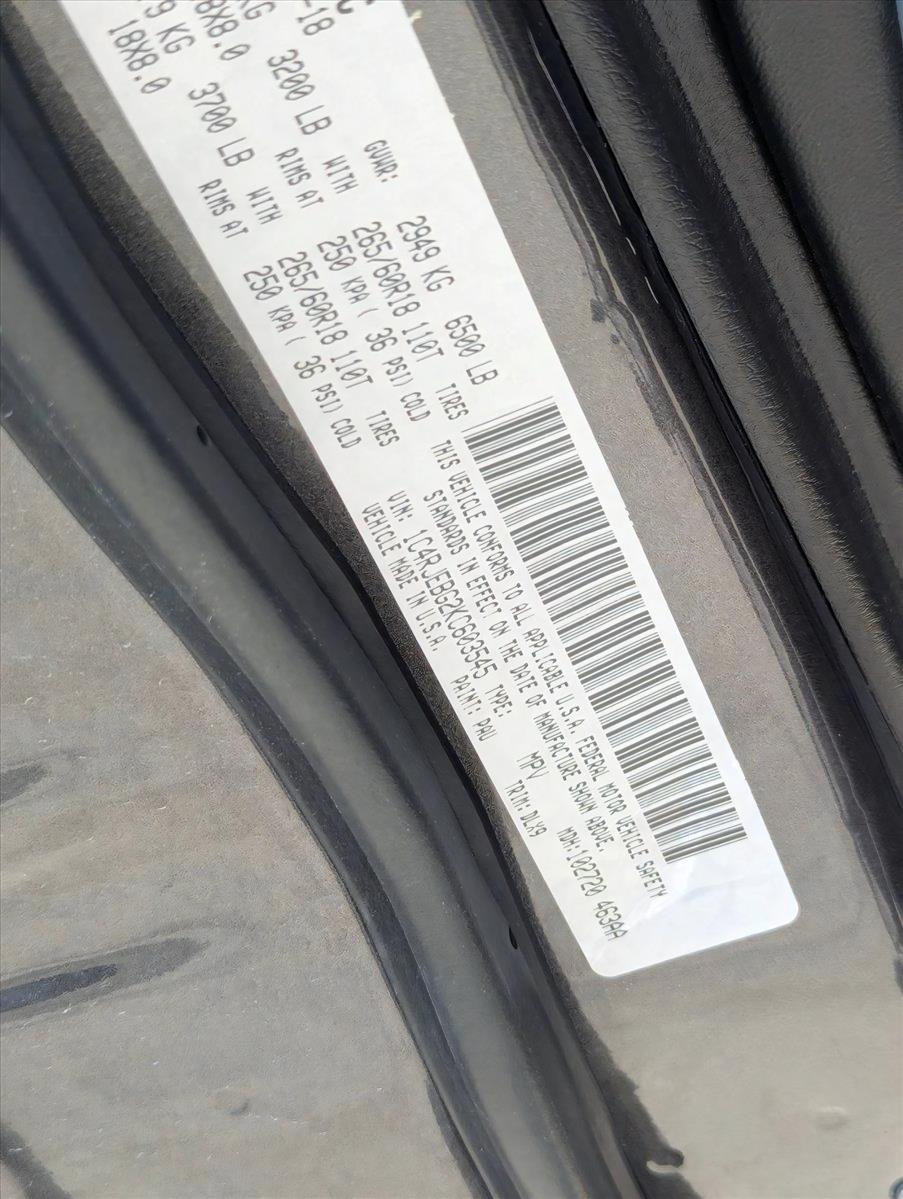 -18 GVWR: 2949 KG 6500 LB
KG 3200 LB WITH 265/60R18 110T TIRES
8X8.0 RIMS AT 250 KPA ( 36 PSI) COLD
9 KG 3700 LB WITH 265/60R18 110T TIRES
18X8.0 RIMS AT 250 KPA ( 36 PSI) COLD
THIS VEHICLE CONFORMS TO ALL APPLICABLE U.S.A. FEDERAL MOTOR VEHICLE SAFETY
STANDARDS IN EFFECT ON THE DATE OF MANUFACTURE SHOWN ABOVE.
VIN: 1C4RJEBG2KC603545 TYPE: MPV MDH:102720 463AA
VEHICLE MADE IN U.S.A. PAINT: PAU TRIM: DLX9